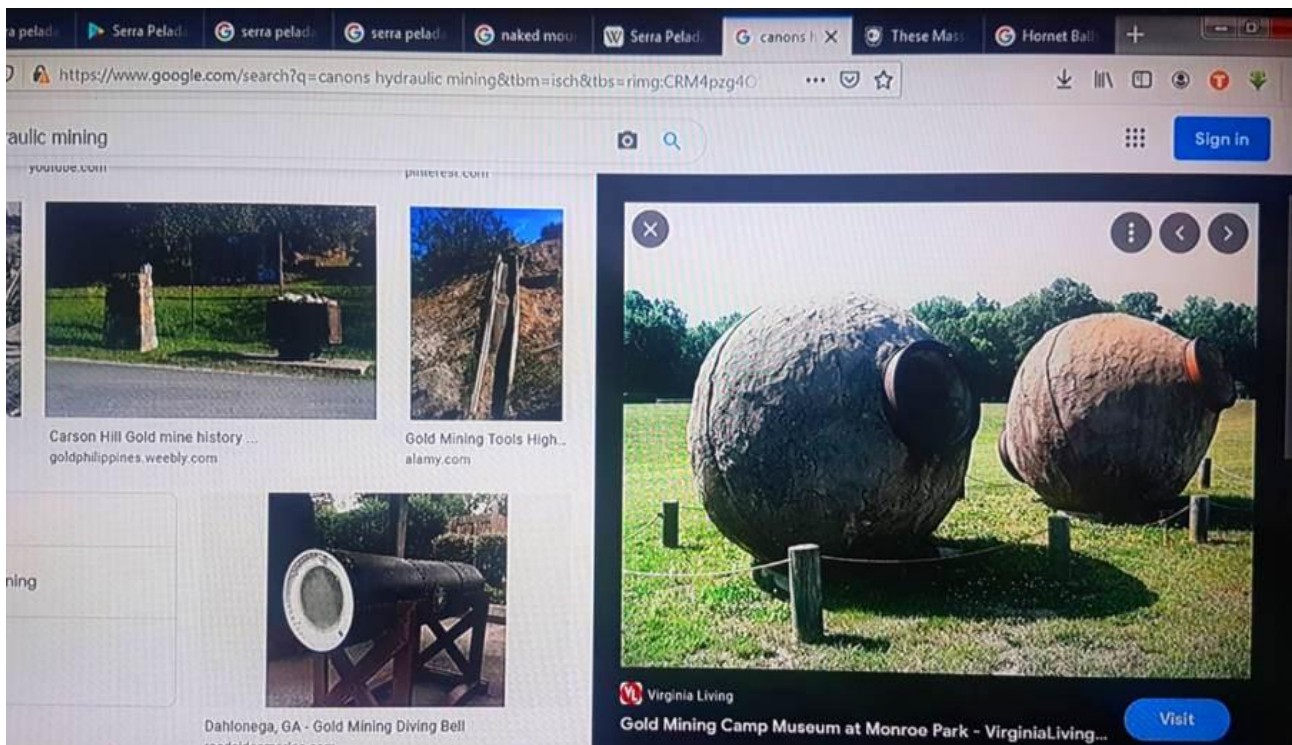 Serra Pelad
serra pelad
serra pelad
naked mou
Serra Pelad
canons h
These Mass
Hornet Ball
https://www.google.com/search?q=canons hydraulic mining&tbm=isch&tbs=rimg:CRM4pzg4O
raulic mining
Sign in
youtube.com
pinterest.com
Carson Hill Gold mine history ...
goldphilippines.weebly.com
Gold Mining Tools High...
alamy.com
ning
Dahlonega, GA - Gold Mining Diving Bell
VL Virginia Living
Gold Mining Camp Museum at Monroe Park - VirginiaLiving...
Visit